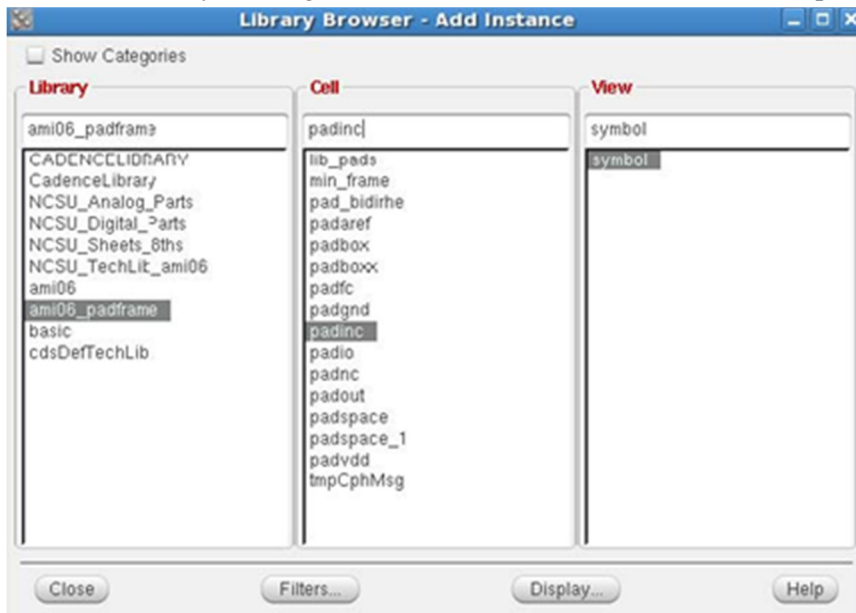 Library Browser - Add Instance
Show Categories
Library
Cell
View
ami06_padframe
padinc
symbol
CADENCELIBRARY
CadenceLibrary
NCSU_Analog_Parts
NCSU_Digital_Parts
NCSU_Sheets_8ths
NCSU_TechLib_ami06
ami06
ami06_padframe
basic
cdsDefTechLib
lib_pads
min_frame
pad_bidirhe
padaref
padbox
padboxx
padfc
padgnd
padinc
padio
padnc
padout
padspace
padspace_1
padvdd
tmpCphMsg
symbol
Close
Filters...
Display...
Help